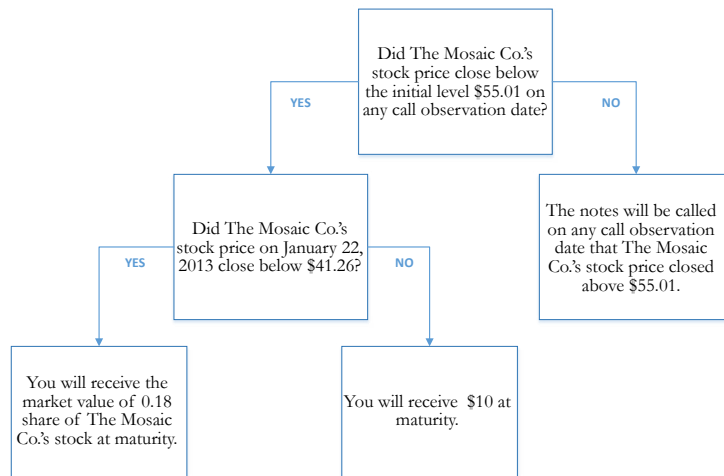 Did The Mosaic Co.'s
stock price close below
the initial level $55.01 on
any call observation date?
YES
NO
Did The Mosaic Co.'s
stock price on January 22,
2013 close below $41.26?
The notes will be called
on any call observation
date that The Mosaic
Co.'s stock price closed
above $55.01.
YES
NO
You will receive the
market value of 0.18
share of The Mosaic
Co.'s stock at maturity.
You will receive $10 at
maturity.